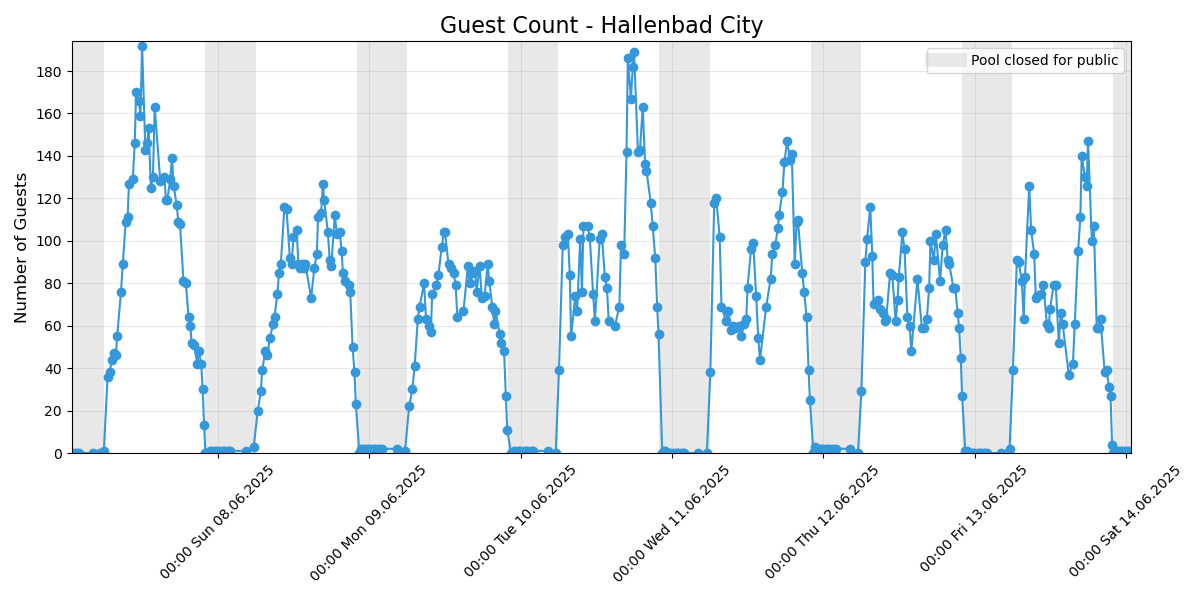 Guest Count - Hallenbad City
Pool closed for public
Number of Guests
180
160
140
120
100
80
60
40
20
0
00:00 Sun 08.06.2025
00:00 Mon 09.06.2025
00:00 Tue 10.06.2025
00:00 Wed 11.06.2025
00:00 Thu 12.06.2025
00:00 Fri 13.06.2025
00:00 Sat 14.06.2025